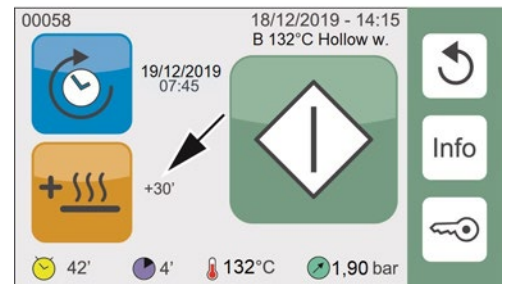 00058
18/12/2019 - 14:15
B 132°C Hollow w.
19/12/2019
07:45
+30'
Info
42'
4'
132°C
1,90 bar